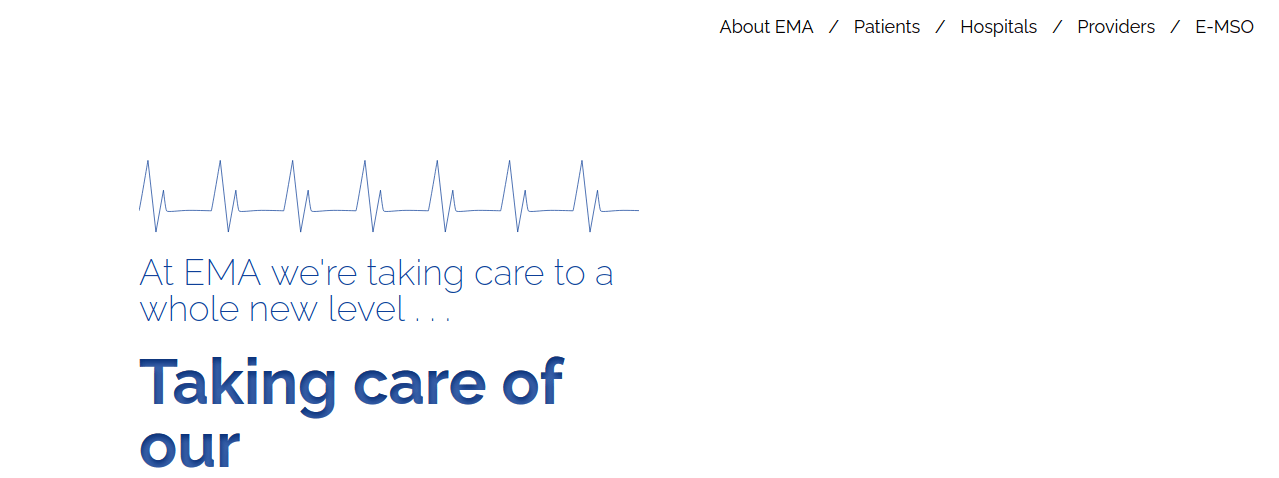 About EMA / Patients / Hospitals / Providers / E-MSO
At EMA we're taking care to a
whole new level . . .
Taking care of
our